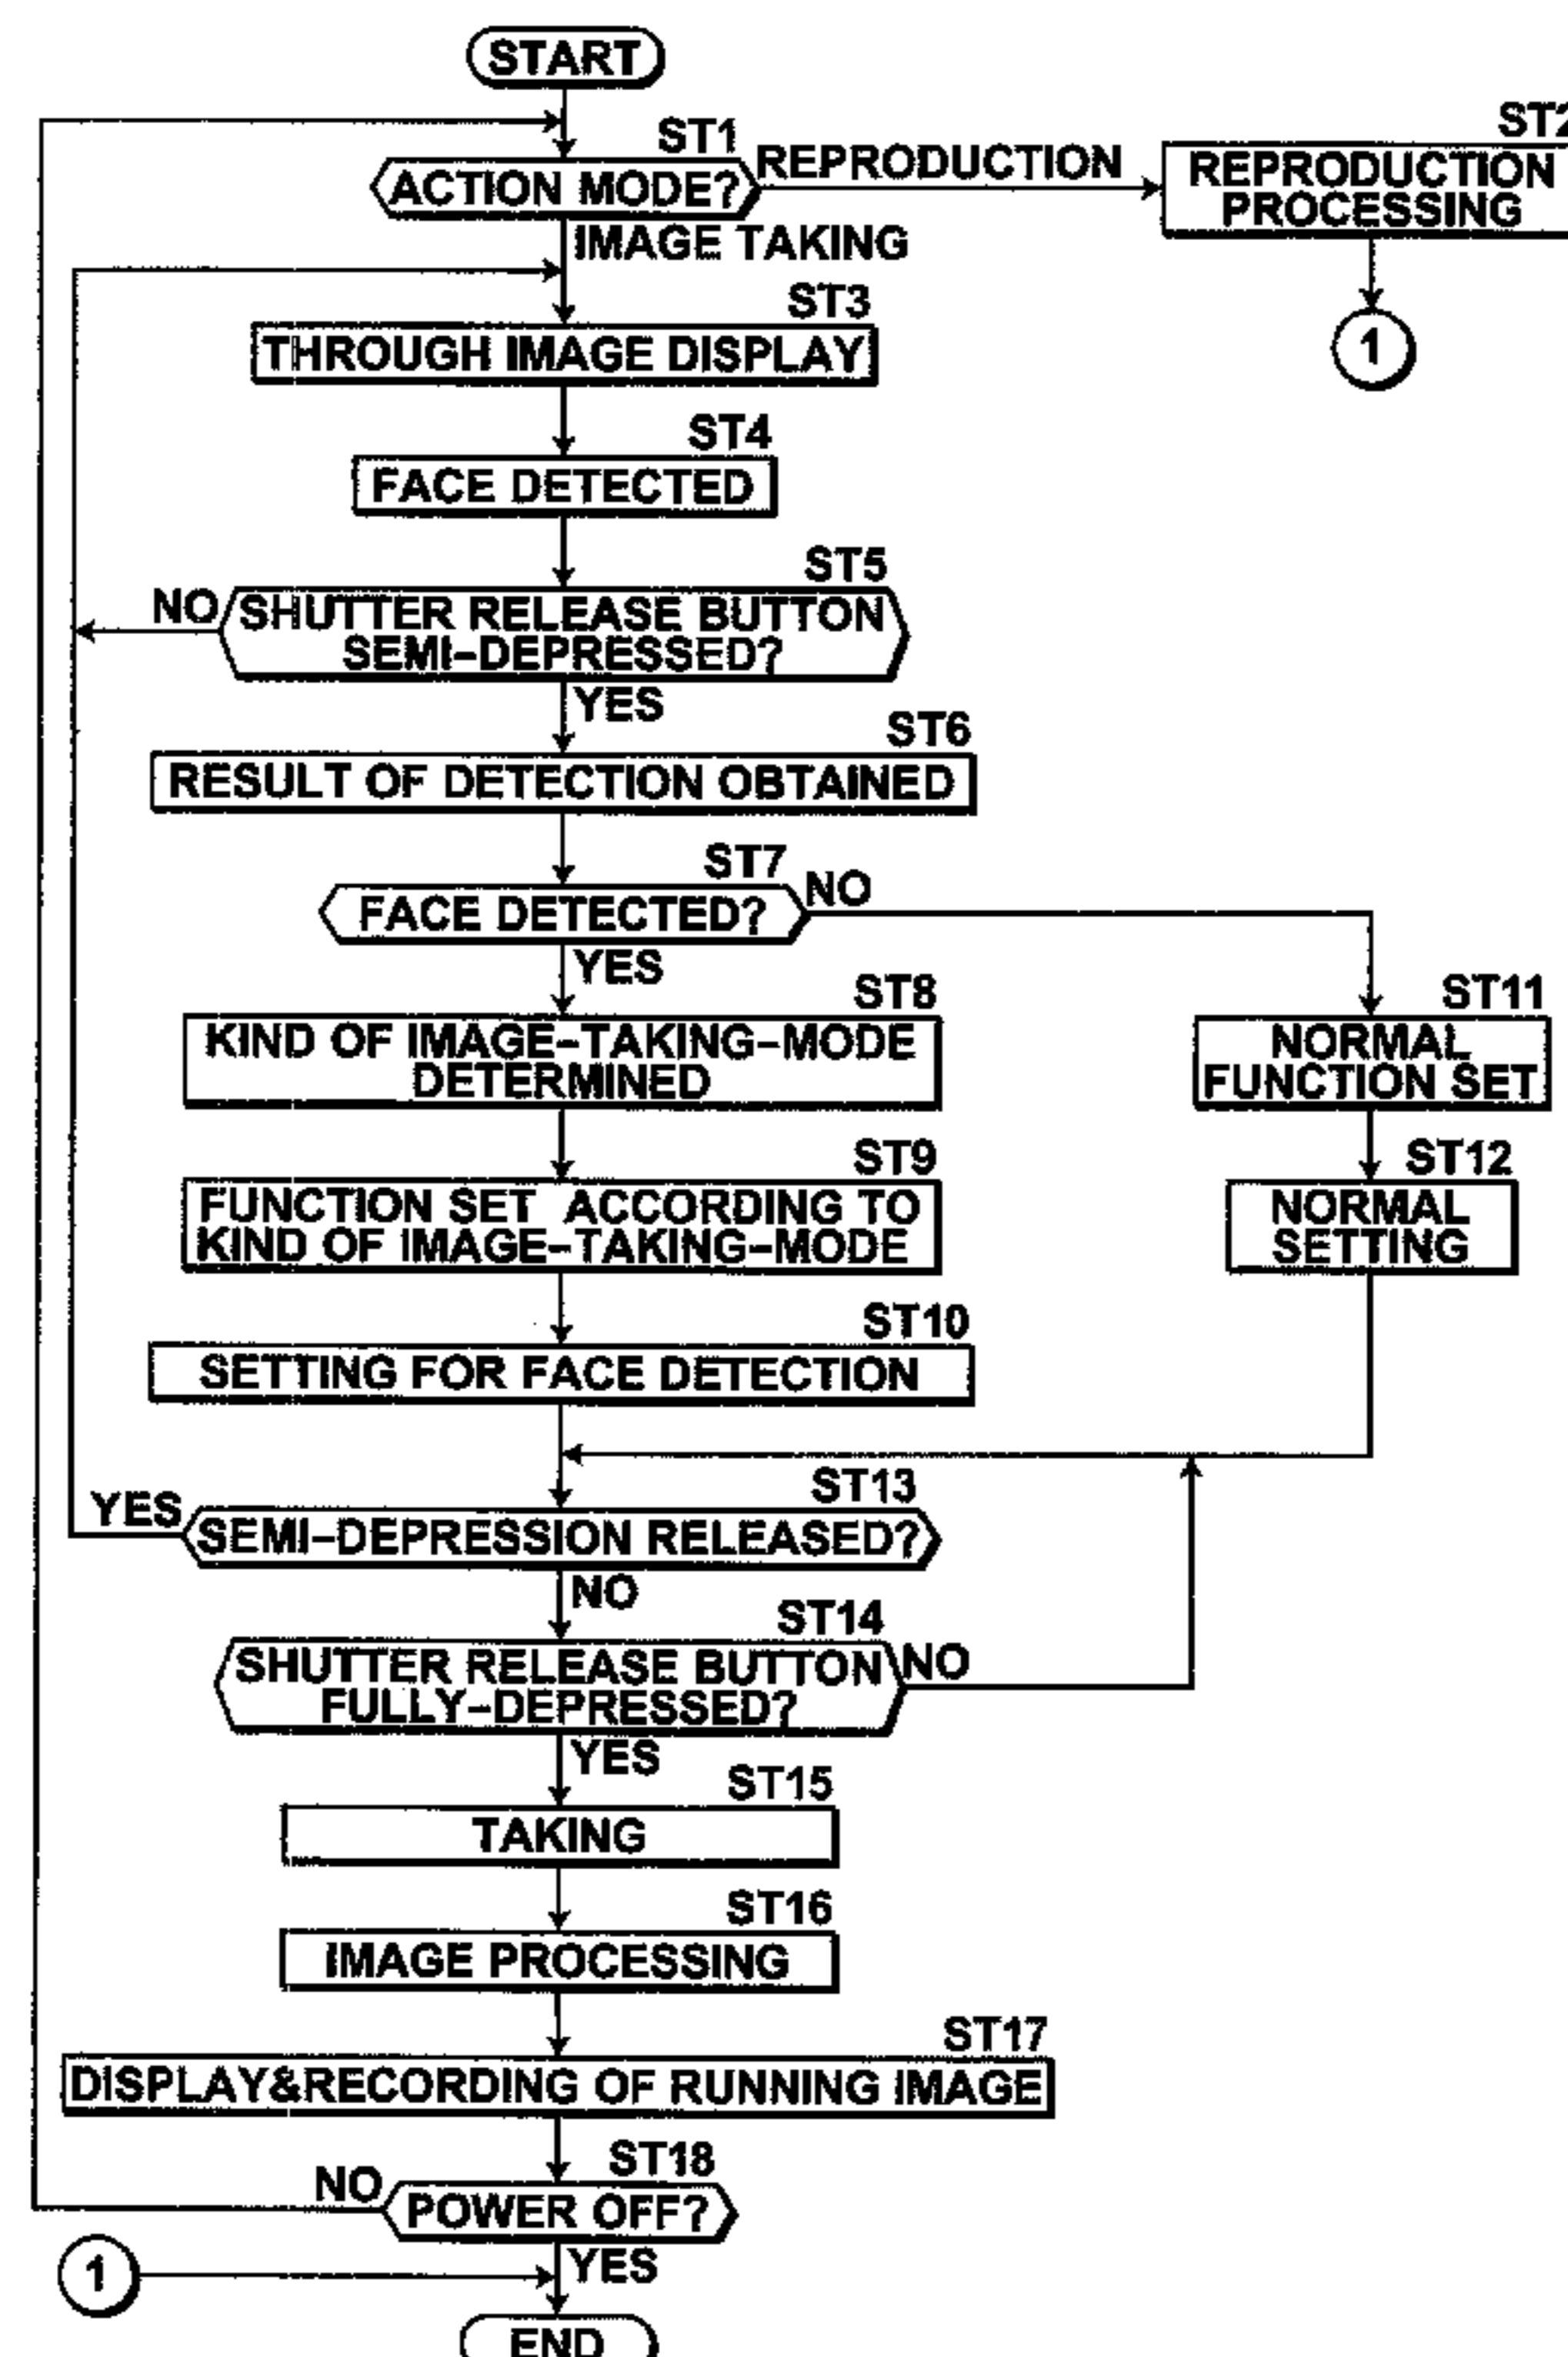 START
ST1
ACTION MODE?
REPRODUCTION
ST2
REPRODUCTION
PROCESSING
1
IMAGE TAKING
ST3
THROUGH IMAGE DISPLAY
ST4
FACE DETECTED
ST5
NO
SHUTTER RELEASE BUTTON
SEMI-DEPRESSED?
YES
ST6
RESULT OF DETECTION OBTAINED
ST7
FACE DETECTED?
NO
YES
ST8
KIND OF IMAGE-TAKING-MODE
DETERMINED
ST11
NORMAL
FUNCTION SET
ST9
FUNCTION SET ACCORDING TO
KIND OF IMAGE-TAKING-MODE
ST12
NORMAL
SETTING
ST10
SETTING FOR FACE DETECTION
ST13
YES
SEMI-DEPRESSION RELEASED?
NO
ST14
SHUTTER RELEASE BUTTON
FULLY-DEPRESSED?
NO
YES
ST15
TAKING
ST16
IMAGE PROCESSING
ST17
DISPLAY&RECORDING OF RUNNING IMAGE
ST18
NO
POWER OFF?
YES
1
END